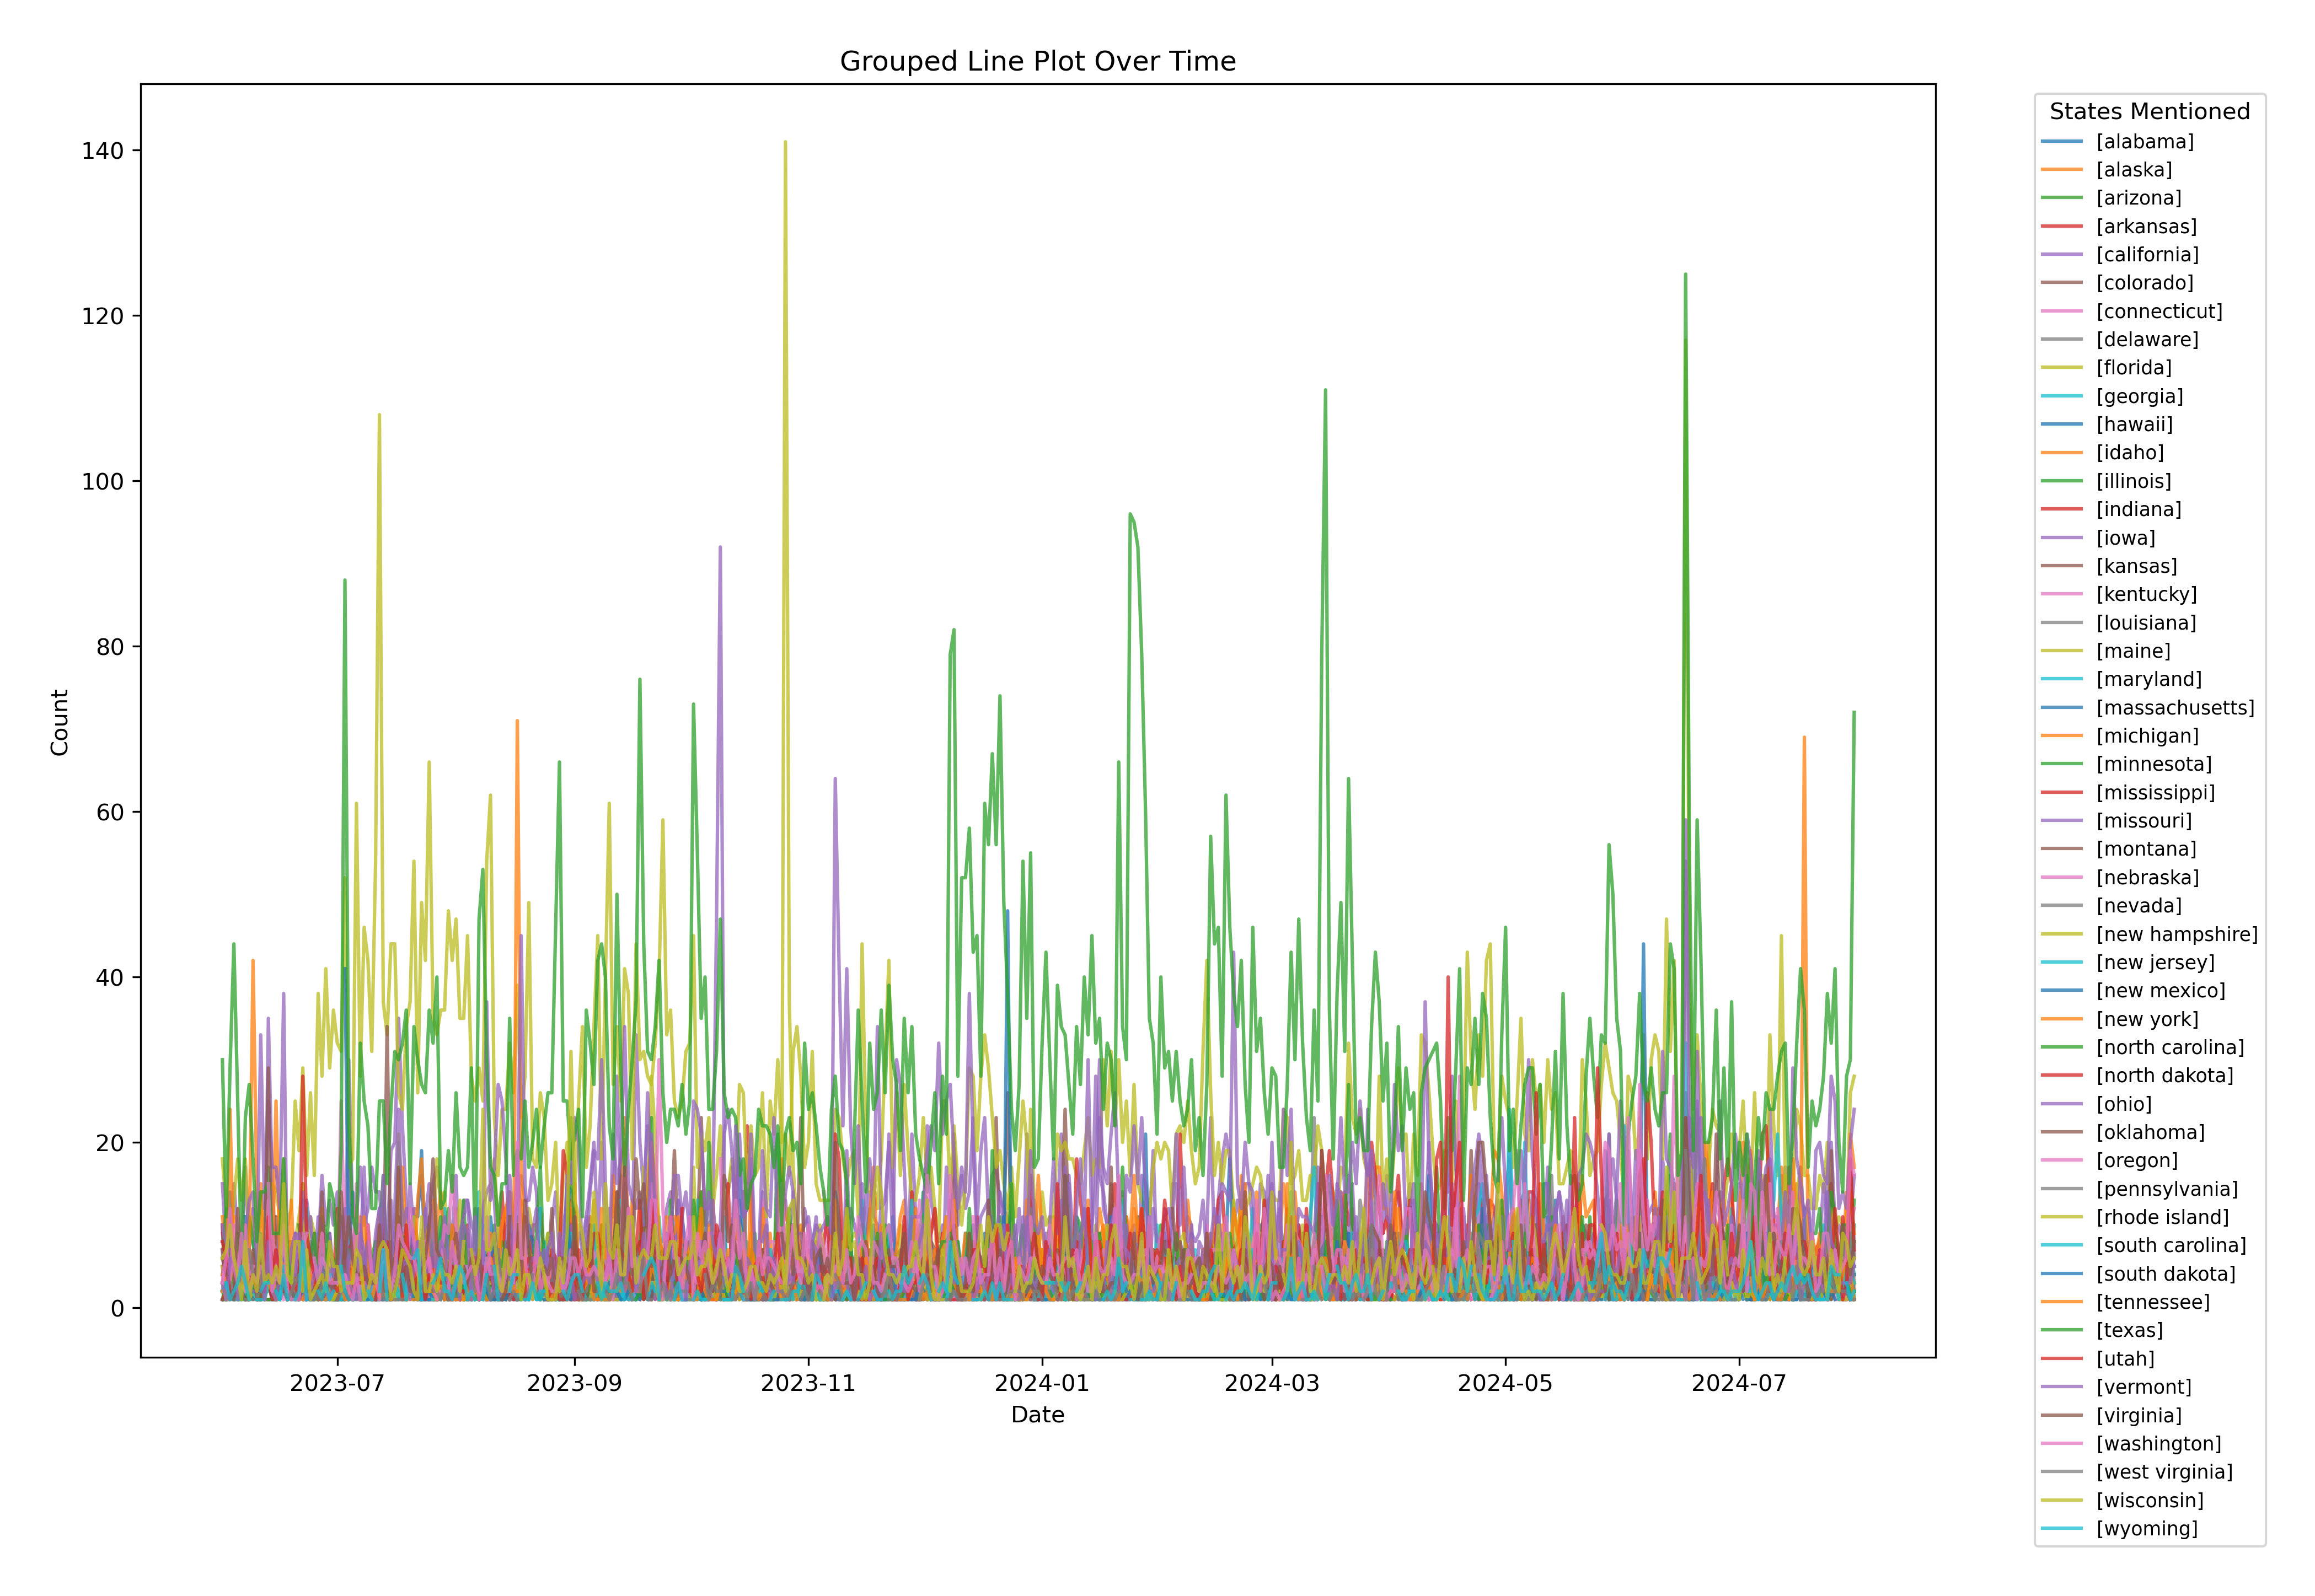 Grouped Line Plot Over Time
140
120
100
80
60
40
20
0
Count
2023-07
2023-09
2023-11
2024-01
2024-03
2024-05
2024-07
Date
States Mentioned
[alabama]
[alaska]
[arizona]
[arkansas]
[california]
[colorado]
[connecticut]
[delaware]
[florida]
[georgia]
[hawaii]
[idaho]
[illinois]
[indiana]
[iowa]
[kansas]
[kentucky]
[louisiana]
[maine]
[maryland]
[massachusetts]
[michigan]
[minnesota]
[mississippi]
[missouri]
[montana]
[nebraska]
[nevada]
[new hampshire]
[new jersey]
[new mexico]
[new york]
[north carolina]
[north dakota]
[ohio]
[oklahoma]
[oregon]
[pennsylvania]
[rhode island]
[south carolina]
[south dakota]
[tennessee]
[texas]
[utah]
[vermont]
[virginia]
[washington]
[west virginia]
[wisconsin]
[wyoming]